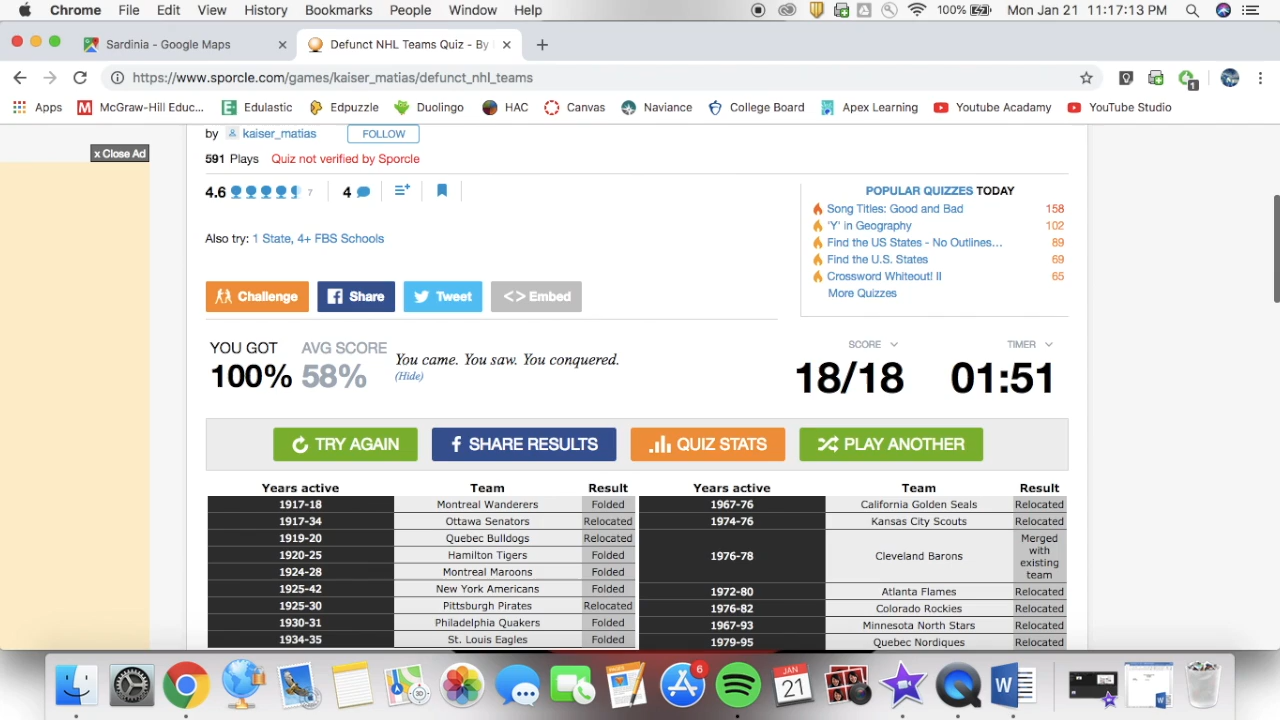 Chrome File Edit View History Bookmarks People Window Help 100% Mon Jan 21 11:17:13 PM
Sardinia - Google Maps Defunct NHL Teams Quiz - By
https://www.sporcle.com/games/kaiser_matias/defunct_nhl_teams 1
Apps McGraw-Hill Educ... Edulastic Edpuzzle Duolingo HAC Canvas Naviance College Board Apex Learning Youtube Acadamy YouTube Studio
by kaiser_matias FOLLOW
x Close Ad
591 Plays Quiz not verified by Sporcle
4.6 7 4
POPULAR QUIZZES TODAY
Song Titles: Good and Bad 158
'Y' in Geography 102
Find the US States - No Outlines... 89
Find the U.S. States 69
Crossword Whiteout! II 65
More Quizzes
Also try: 1 State, 4+ FBS Schools
Challenge Share Tweet <> Embed
YOU GOT AVG SCORE SCORE TIMER
100% 58% You came. You saw. You conquered. 18/18 01:51
(Hide)
TRY AGAIN SHARE RESULTS QUIZ STATS PLAY ANOTHER
Years active Team Result
1917-18 Montreal Wanderers Folded
1917-34 Ottawa Senators Relocated
1919-20 Quebec Bulldogs Relocated
1920-25 Hamilton Tigers Folded
1924-28 Montreal Maroons Folded
1925-42 New York Americans Folded
1925-30 Pittsburgh Pirates Relocated
1930-31 Philadelphia Quakers Folded
1934-35 St. Louis Eagles Folded
Years active Team Result
1967-76 California Golden Seals Relocated
1974-76 Kansas City Scouts Relocated
1976-78 Cleveland Barons Merged
with
existing
team
1972-80 Atlanta Flames Relocated
1976-82 Colorado Rockies Relocated
1967-93 Minnesota North Stars Relocated
1979-95 Quebec Nordiques Relocated
6
JAN
21
W